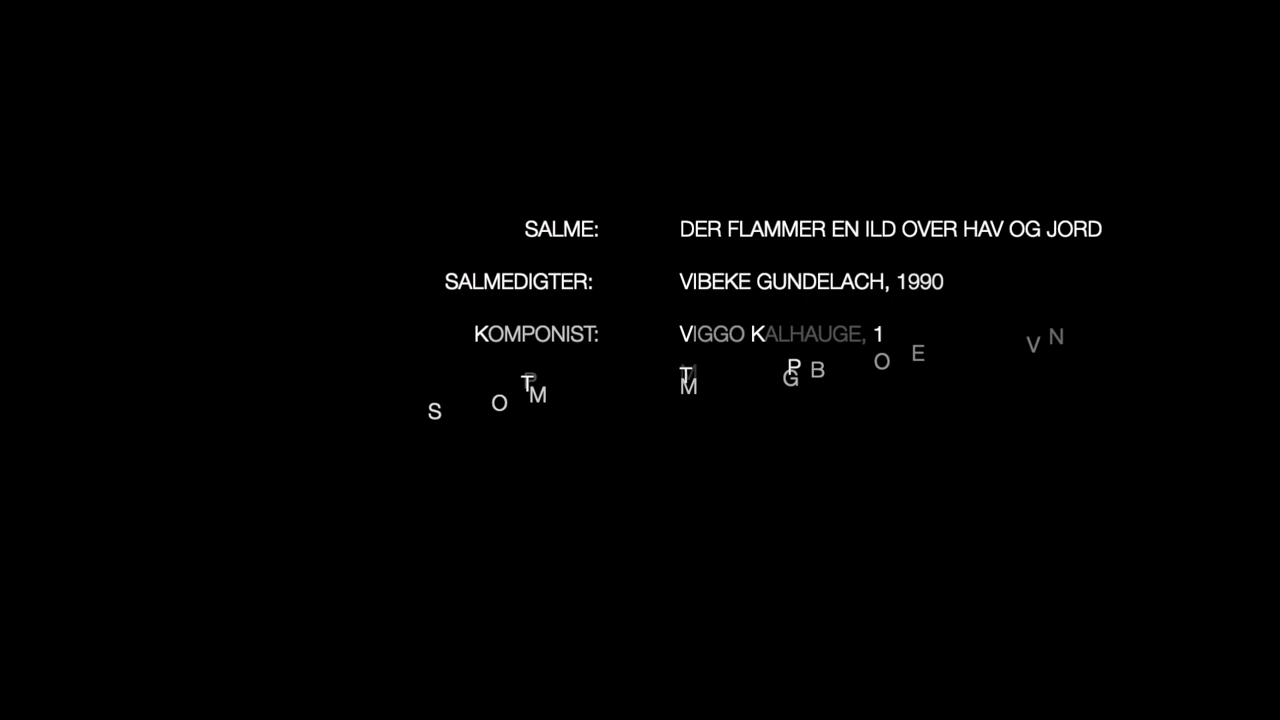 SALME: DER FLAMMER EN ILD OVER HAV OG JORD
SALMEDIGTER: VIBEKE GUNDELACH, 1990
KOMPONIST: VIGGO KALHAUGE, 1